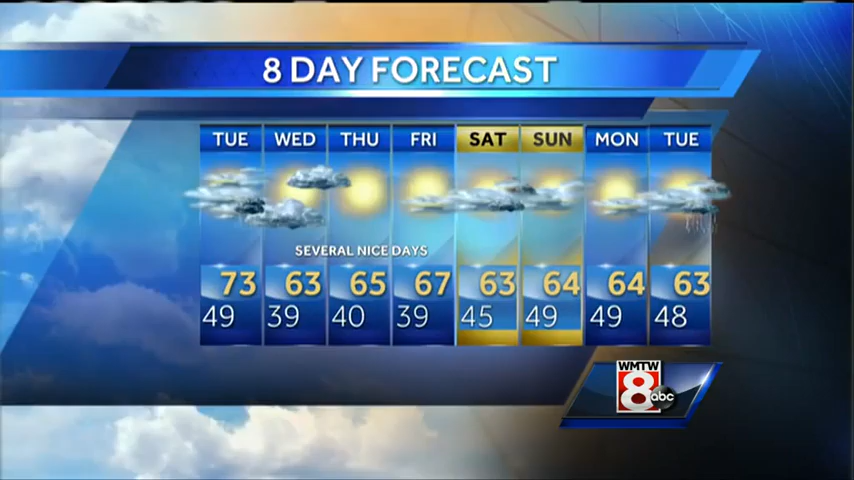 8 DAY FORECAST
TUE WED THU FRI SAT SUN MON TUE
SEVERAL NICE DAYS
73 63 65 67 63 64 64 63
49 39 40 39 45 49 49 48
WMTW
8
abc